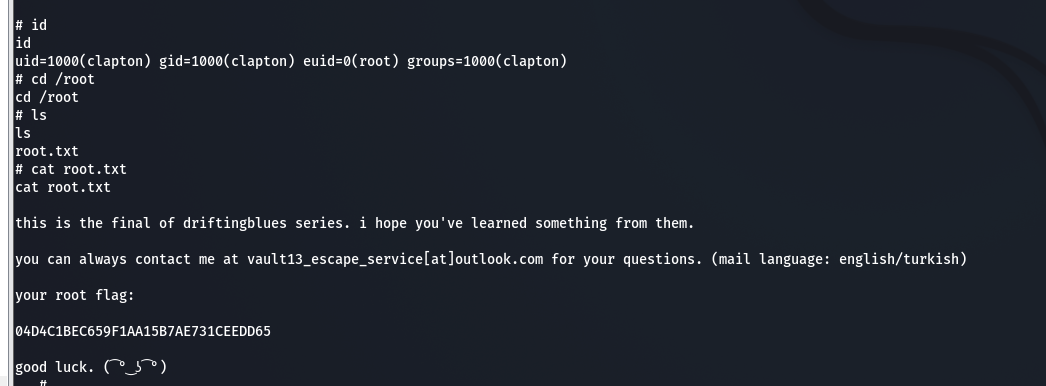 # id
id
uid=1000(clapton) gid=1000(clapton) euid=0(root) groups=1000(clapton)
# cd /root
cd /root
# ls
ls
root.txt
# cat root.txt
cat root.txt
this is the final of driftingblues series. i hope you've learned something from them.
you can always contact me at vault13_escape_service[at]outlook.com for your questions. (mail language: english/turkish)
your root flag:
04D4C1BEC659F1AA15B7AE731CEEDD65
good luck. ( ͡° ͜ʖ ͡°)
#